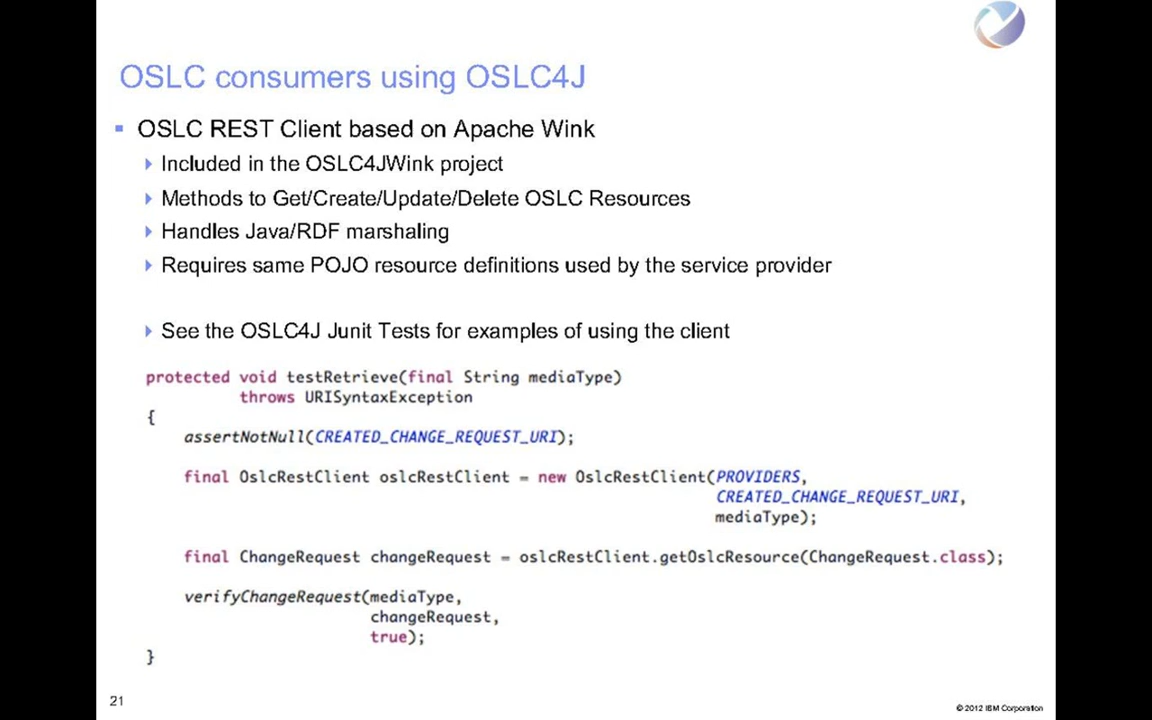 OSLC consumers using OSLC4J
OSLC REST Client based on Apache Wink
Included in the OSLC4JWink project
Methods to Get/Create/Update/Delete OSLC Resources
Handles Java/RDF marshaling
Requires same POJO resource definitions used by the service provider
See the OSLC4J Junit Tests for examples of using the client
protected void testRetrieve(final String mediaType)
throws URISyntaxException
{
assertNotNull(CREATED_CHANGE_REQUEST_URI);
final OslcRestClient oslcRestClient = new OslcRestClient(PROVIDERS,
CREATED_CHANGE_REQUEST_URI,
mediaType);
final ChangeRequest changeRequest = oslcRestClient.getOslcResource(ChangeRequest.class);
verifyChangeRequest(mediaType,
changeRequest,
true);
}
21
© 2012 IBM Corporation